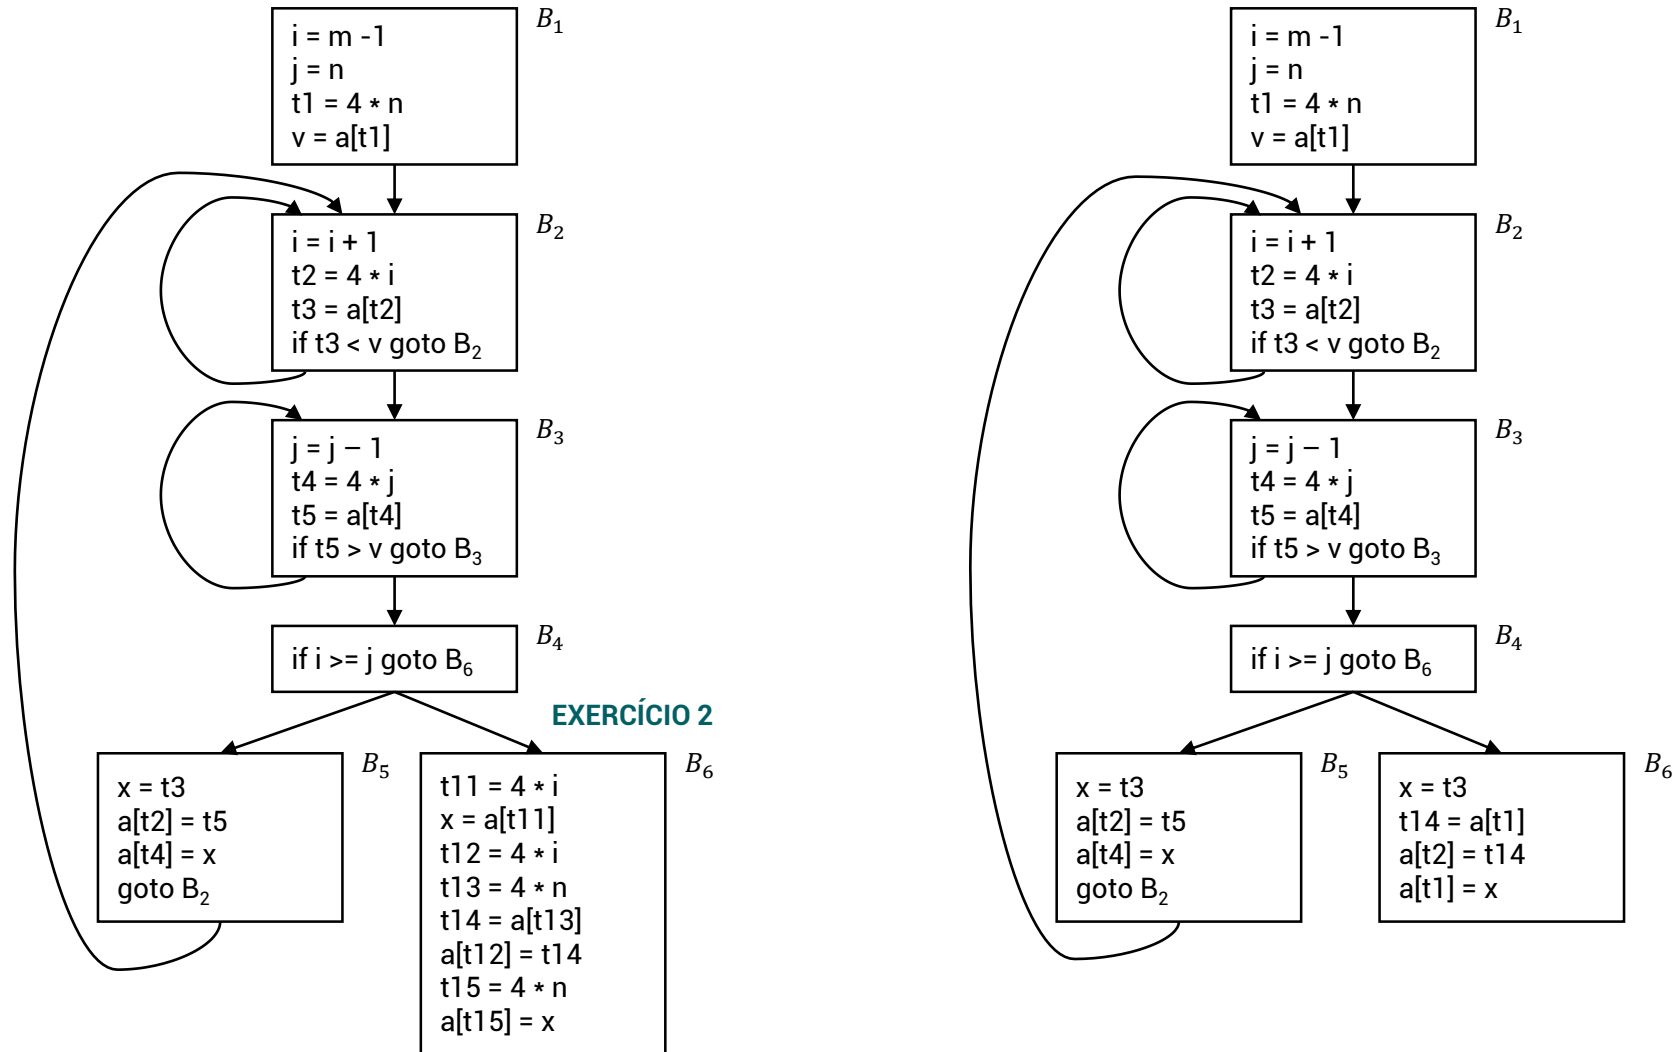 B₁
i = m -1
j = n
t1 = 4 * n
v = a[t1]
B₂
i = i + 1
t2 = 4 * i
t3 = a[t2]
if t3 < v goto B₂
B₃
j = j – 1
t4 = 4 * j
t5 = a[t4]
if t5 > v goto B₃
B₄
if i >= j goto B₆
EXERCÍCIO 2
B₅
x = t3
a[t2] = t5
a[t4] = x
goto B₂
B₆
t11 = 4 * i
x = a[t11]
t12 = 4 * i
t13 = 4 * n
t14 = a[t13]
a[t12] = t14
t15 = 4 * n
a[t15] = x
B₁
i = m -1
j = n
t1 = 4 * n
v = a[t1]
B₂
i = i + 1
t2 = 4 * i
t3 = a[t2]
if t3 < v goto B₂
B₃
j = j – 1
t4 = 4 * j
t5 = a[t4]
if t5 > v goto B₃
B₄
if i >= j goto B₆
B₅
x = t3
a[t2] = t5
a[t4] = x
goto B₂
B₆
x = t3
t14 = a[t1]
a[t2] = t14
a[t1] = x